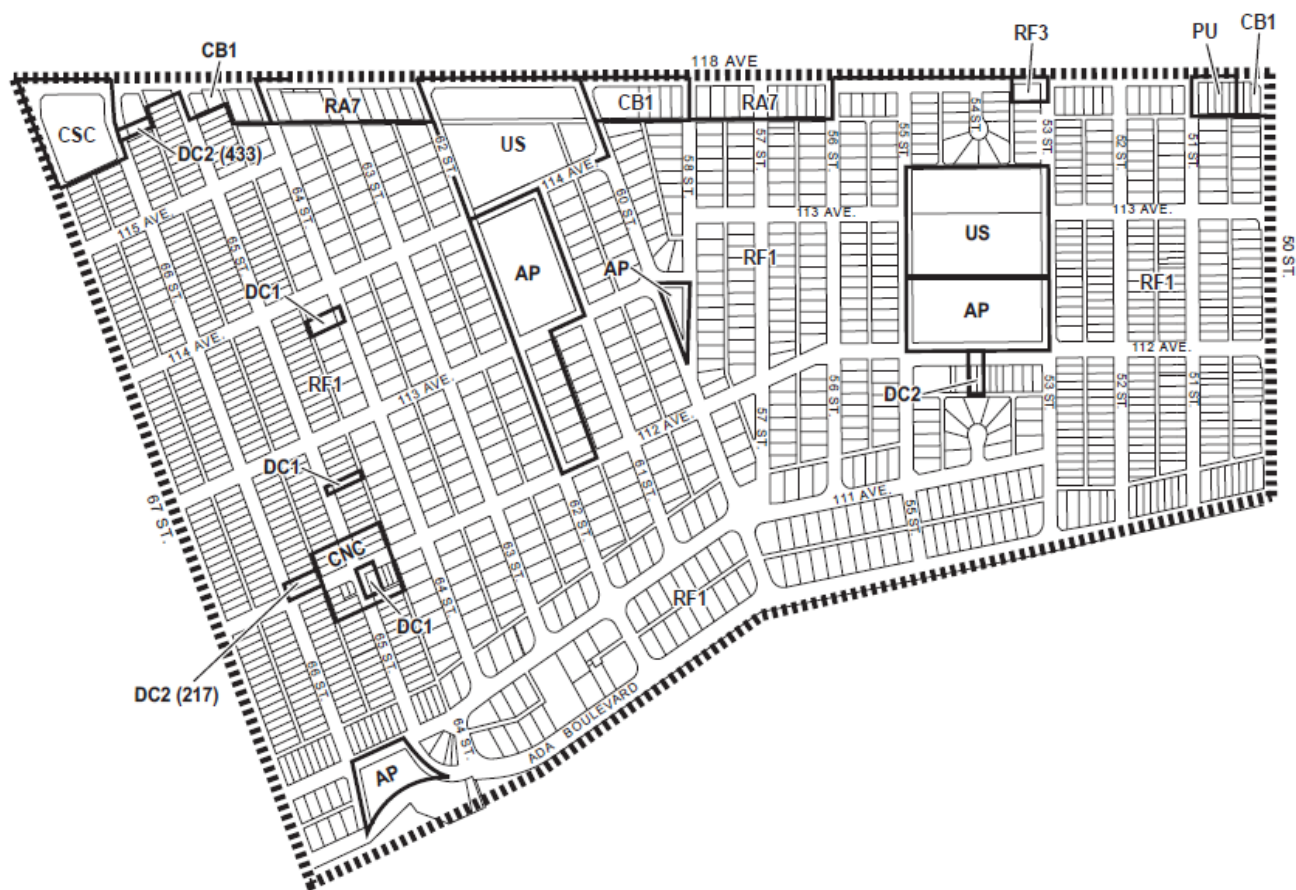 118 AVE
CB1
RF3
PU
CB1
CSC
RA7
CB1
RA7
DC2 (433)
US
54 ST.
53 ST.
52 ST.
51 ST.
55 ST.
56 ST.
57 ST.
58 ST.
62 ST.
63 ST.
64 ST.
114 AVE.
60 ST.
115 AVE.
113 AVE.
113 AVE.
65 ST.
66 ST.
US
50 ST.
AP
AP
RF1
RF1
DC1
AP
114 AVE.
112 AVE.
RF1
113 AVE.
DC2
56 ST.
53 ST.
52 ST.
51 ST.
57 ST.
112 AVE.
DC1
61 ST.
111 AVE.
67 ST.
62 ST.
55 ST.
CNC
63 ST.
64 ST.
RF1
DC1
65 ST.
66 ST.
DC2 (217)
64 ST.
ADA BOULEVARD
AP